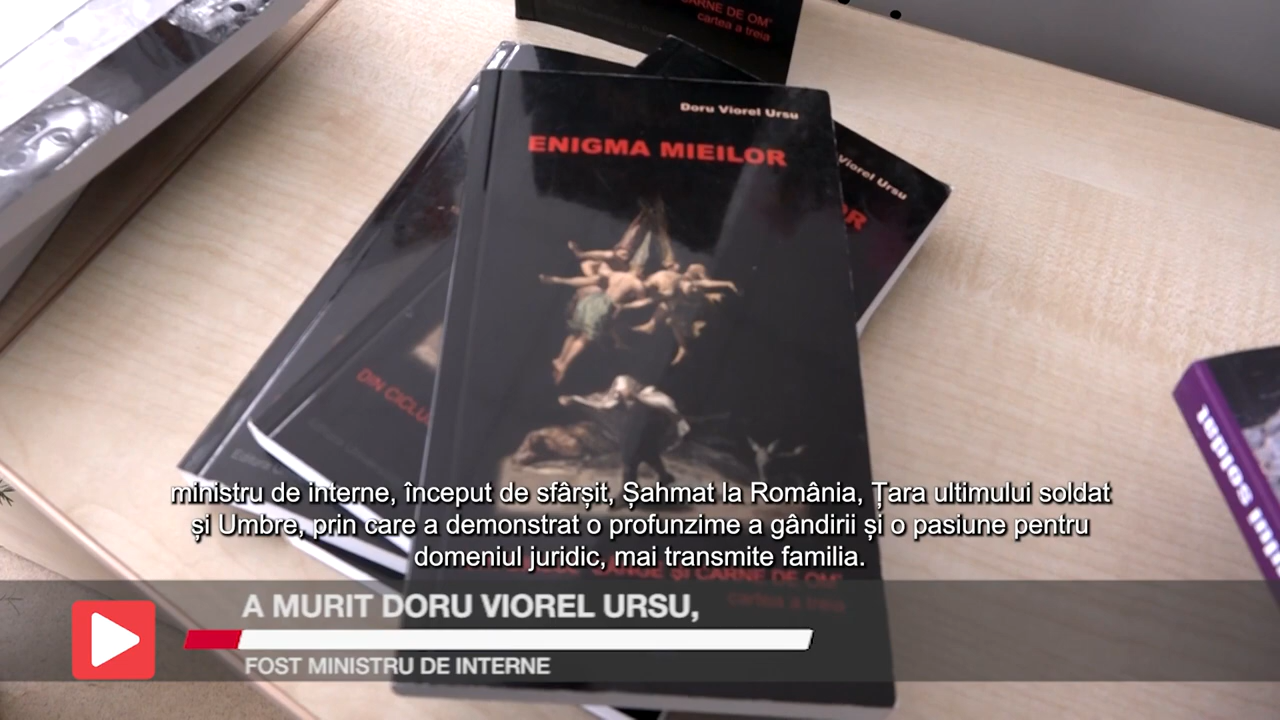 CARNE DE OM"
cartea a treia
Doru Viorel Ursu
ENIGMA MIEILOR
Viorel Ursu
OR
DIN CICLU
Editura
ministru de interne, început de sfârșit, Șahmat la România, Țara ultimului soldat
și Umbre, prin care a demonstrat o profunzime a gândirii și o pasiune pentru
domeniul juridic, mai transmite familia.
SÂNGE ȘI CARNE DE OM"
cartea a treia
ului soldat
A MURIT DORU VIOREL URSU,
FOST MINISTRU DE INTERNE